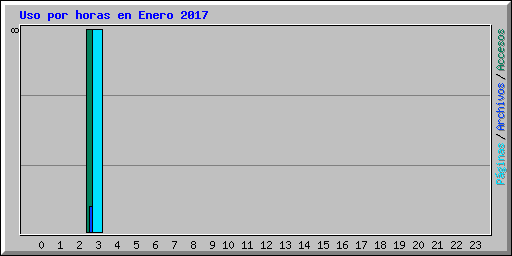 Uso por horas en Enero 2017
8
Páginas / Archivos / Accesos
0 1 2 3 4 5 6 7 8 9 10 11 12 13 14 15 16 17 18 19 20 21 22 23